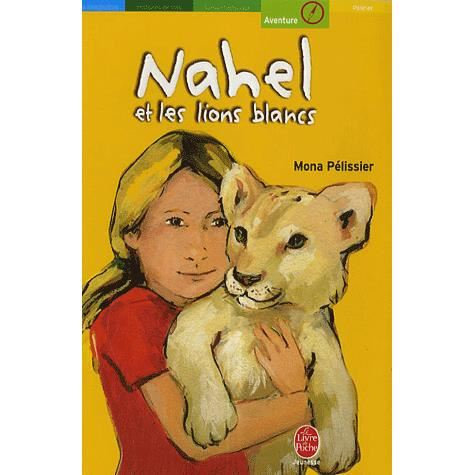 Aventure
Nahel
et les lions blancs
Mona Pélissier
Le
Livre
de
Poche
Jeunesse